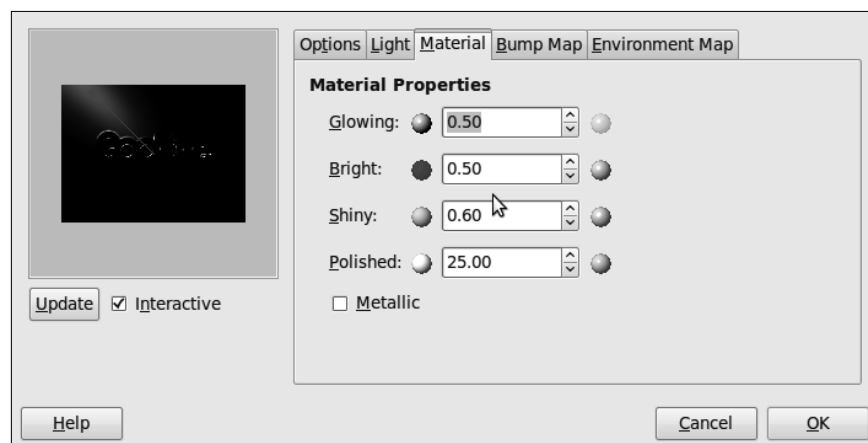 Options Light Material Bump Map Environment Map
Material Properties
Glowing: 0.50
Bright: 0.50
Shiny: 0.60
Polished: 25.00
Metallic
Update Interactive
Help Cancel OK